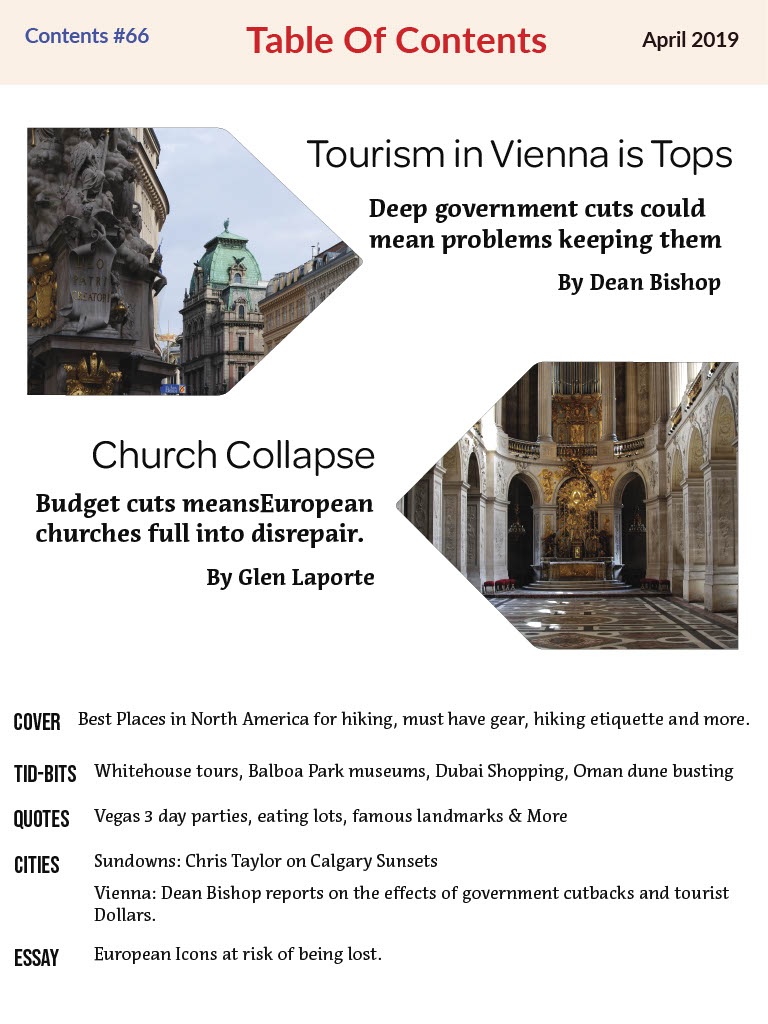 Contents #66
Table Of Contents
April 2019
Tourism in Vienna is Tops
Deep government cuts could
mean problems keeping them
By Dean Bishop
Church Collapse
Budget cuts meansEuropean
churches full into disrepair.
By Glen Laporte
COVER Best Places in North America for hiking, must have gear, hiking etiquette and more.
TID-BITS Whitehouse tours, Balboa Park museums, Dubai Shopping, Oman dune busting
QUOTES Vegas 3 day parties, eating lots, famous landmarks & More
CITIES Sundowns: Chris Taylor on Calgary Sunsets
Vienna: Dean Bishop reports on the effects of government cutbacks and tourist
Dollars.
ESSAY European Icons at risk of being lost.